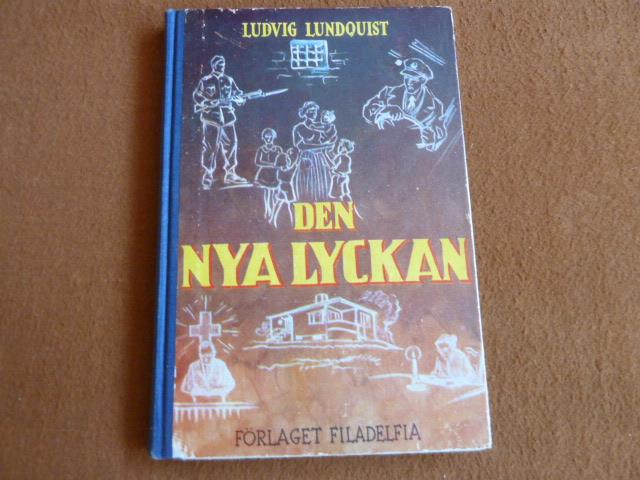 LUDVIG LUNDQUIST
DEN
NYA LYCKAN
FÖRLAGET FILADELFIA